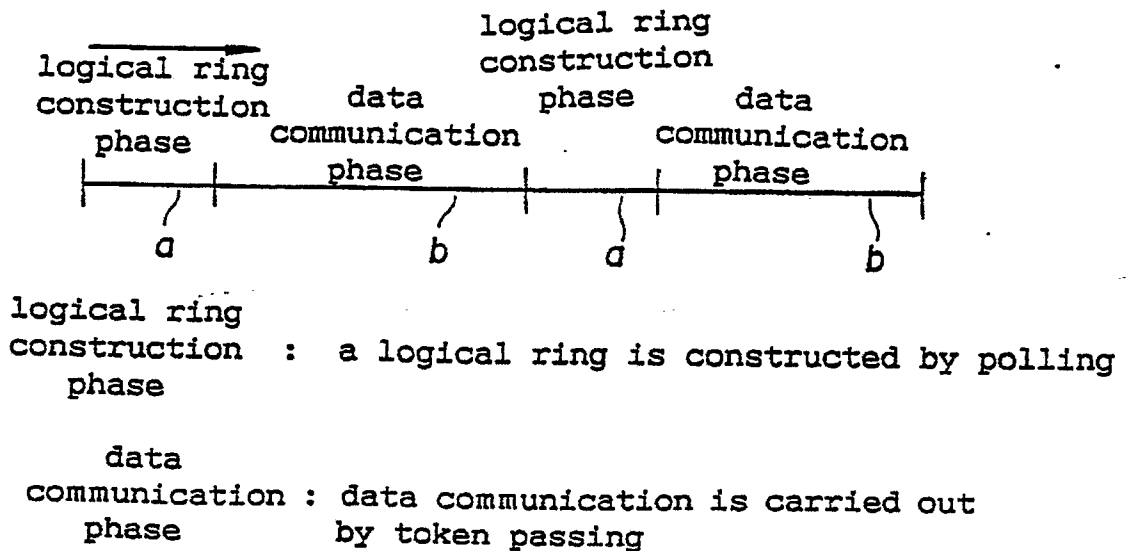 logical ring
construction
phase
data
communication
phase
logical ring
construction
phase
data
communication
phase
a
b
a
b
logical ring
construction : a logical ring is constructed by polling
phase
data
communication : data communication is carried out
phase by token passing